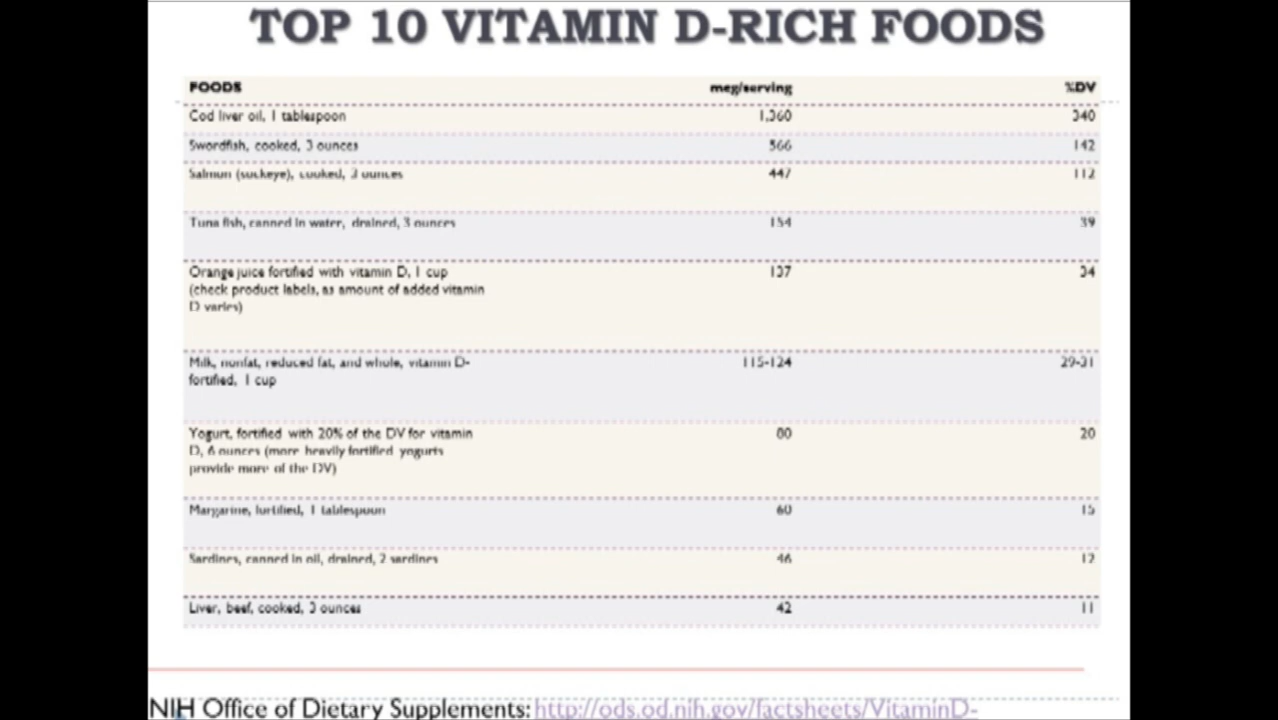 TOP 10 VITAMIN D-RICH FOODS
FOODS mcg/serving %DV
Cod liver oil, 1 tablespoon 1,360 340
Swordfish, cooked, 3 ounces 566 142
Salmon (sockeye), cooked, 3 ounces 447 112
Tuna fish, canned in water, drained, 3 ounces 154 39
Orange juice fortified with vitamin D, 1 cup 137 34
(check product labels, as amount of added vitamin
D varies)
Milk, nonfat, reduced fat, and whole, vitamin D- 115-124 29-31
fortified, 1 cup
Yogurt, fortified with 20% of the DV for vitamin 80 20
D, 6 ounces (more heavily fortified yogurts
provide more of the DV)
Margarine, fortified, 1 tablespoon 60 15
Sardines, canned in oil, drained, 2 sardines 46 12
Liver, beef, cooked, 3 ounces 42 11
NIH Office of Dietary Supplements: http://ods.od.nih.gov/factsheets/VitaminD-